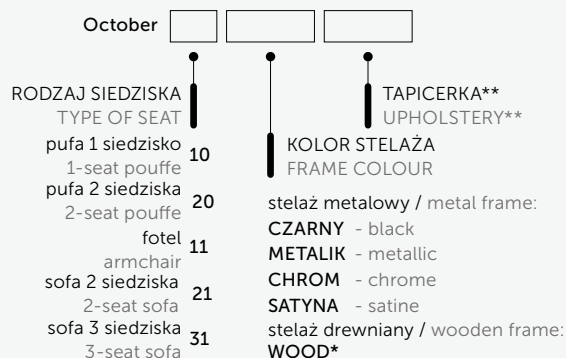 October
RODZAJ SIEDZISKA
TYPE OF SEAT
pufa 1 siedzisko
1-seat pouffe
10
pufa 2 siedziska
2-seat pouffe
20
fotel
armchair
11
sofa 2 siedziska
2-seat sofa
21
sofa 3 siedziska
3-seat sofa
31
KOLOR STELAŻA
FRAME COLOUR
stelaż metalowy / metal frame:
CZARNY - black
METALIK - metallic
CHROM - chrome
SATYNA - satine
stelaż drewniany / wooden frame:
WOOD*
TAPICERKA**
UPHOLSTERY**